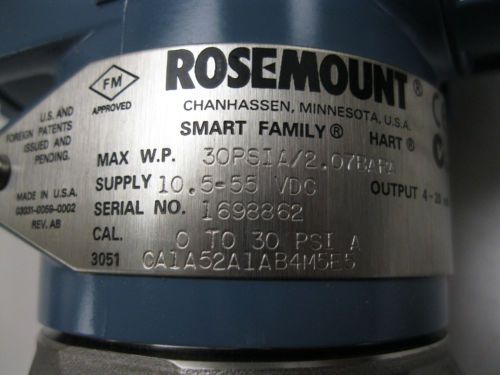 FM
APPROVED
ROSEMOUNT®
CHANHASSEN, MINNESOTA, U.S.A.
SMART FAMILY® HART®
U.S. AND
FOREIGN PATENTS
ISSUED AND
PENDING.
MADE IN U.S.A.
03031-0059-0002
REV. AB
MAX W.P. 30PSIA/2.07BARA
SUPPLY 10.5-55 VDC OUTPUT 4-20
SERIAL NO. 1698862
CAL. 0 TO 30 PSI A
3051 CA1A52A1AB4M5E5